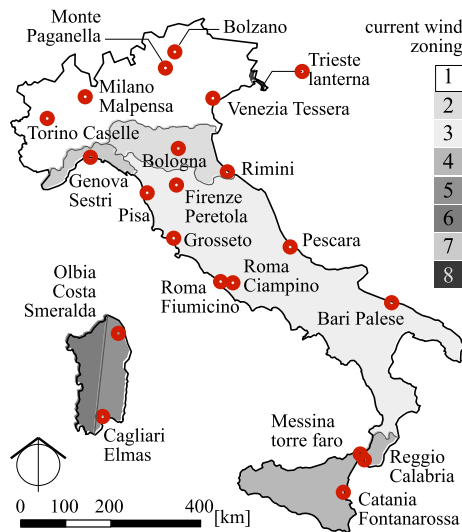 Monte
Paganella
Bolzano
current wind
zoning
Trieste
lanterna
Milano
Malpensa
Venezia Tessera
Torino Caselle
Bologna
Rimini
Genova
Sestri
Firenze
Peretola
Pisa
Grosseto
Pescara
Olbia
Costa
Smeralda
Roma
Fiumicino
Roma
Ciampino
Bari Palese
Cagliari
Elmas
Messina
torre faro
Reggio
Calabria
Catania
Fontanarossa
1
2
3
4
5
6
7
8
0 100 200 400 [km]